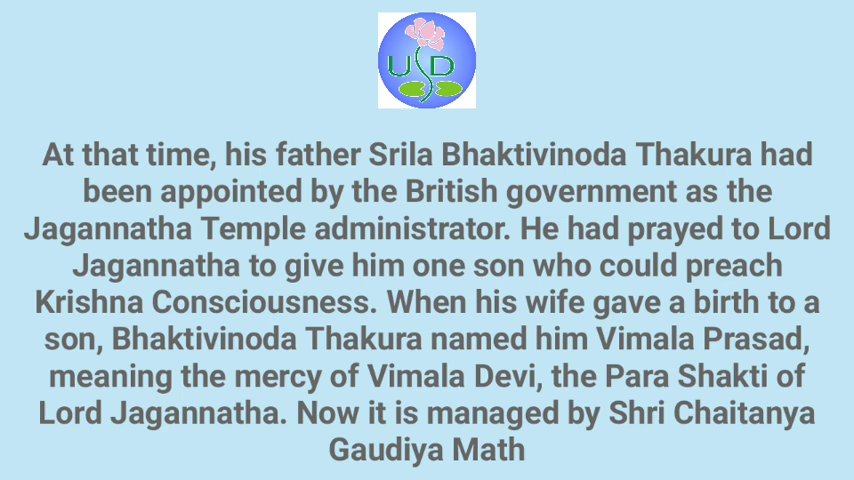 USD
At that time, his father Srila Bhaktivinoda Thakura had
been appointed by the British government as the
Jagannatha Temple administrator. He had prayed to Lord
Jagannatha to give him one son who could preach
Krishna Consciousness. When his wife gave a birth to a
son, Bhaktivinoda Thakura named him Vimala Prasad,
meaning the mercy of Vimala Devi, the Para Shakti of
Lord Jagannatha. Now it is managed by Shri Chaitanya
Gaudiya Math